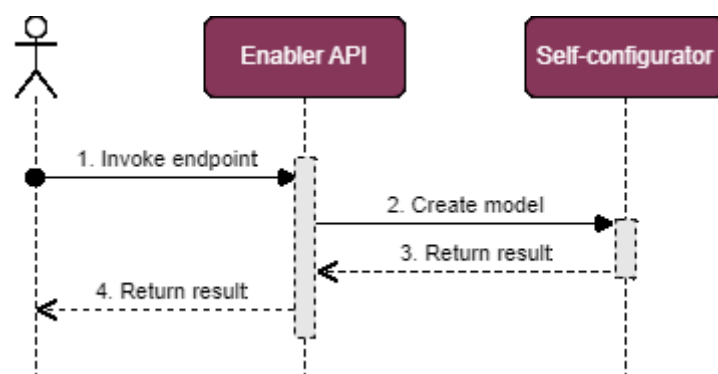 Enabler API
Self-configurator
1. Invoke endpoint
2. Create model
3. Return result
4. Return result